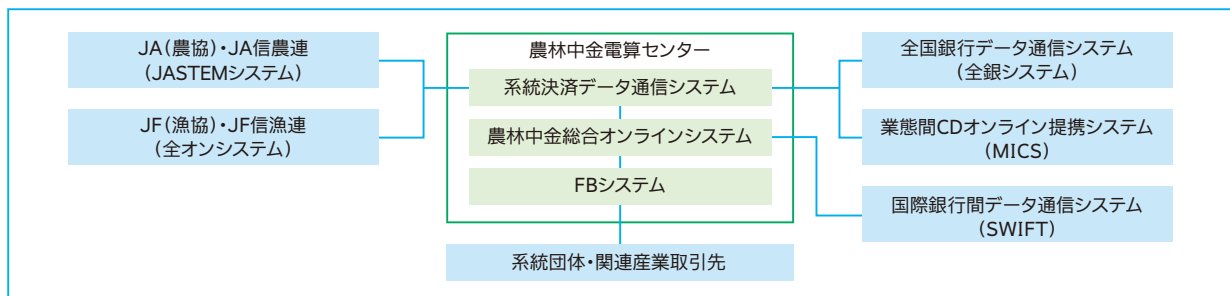 JA(農協)・JA信農連
(JASTEMシステム)
JF(漁協)・JF信漁連
(全オンシステム)
農林中金電算センター
系統決済データ通信システム
農林中金総合オンラインシステム
FBシステム
系統団体・関連産業取引先
全国銀行データ通信システム
(全銀システム)
業態間CDオンライン提携システム
(MICS)
国際銀行間データ通信システム
(SWIFT)